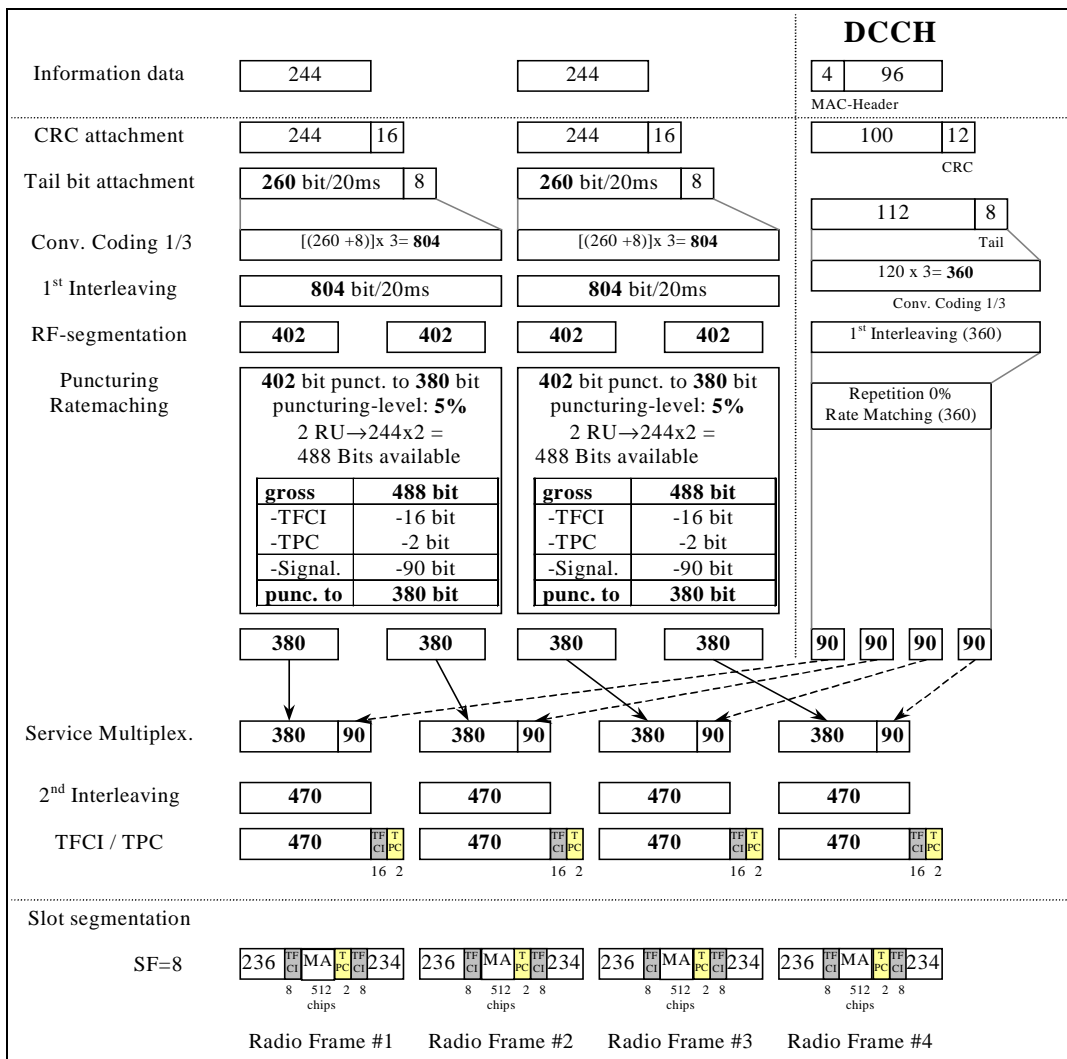 DCCH
Information data 244 244 4 96
MAC-Header
CRC attachment 244 16 244 16 100 12
CRC
Tail bit attachment 260 bit/20ms 8 260 bit/20ms 8
112 8
Tail
Conv. Coding 1/3 [(260 +8)]x 3= 804 [(260 +8)]x 3= 804
120 x 3= 360
Conv. Coding 1/3
1st Interleaving 804 bit/20ms 804 bit/20ms
RF-segmentation 402 402 402 402 1st Interleaving (360)
Puncturing
Ratemaching
402 bit punct. to 380 bit
puncturing-level: 5%
2 RU→244x2 =
488 Bits available
gross 488 bit
-TFCI -16 bit
-TPC -2 bit
-Signal. -90 bit
punc. to 380 bit
402 bit punct. to 380 bit
puncturing-level: 5%
2 RU→244x2 =
488 Bits available
gross 488 bit
-TFCI -16 bit
-TPC -2 bit
-Signal. -90 bit
punc. to 380 bit
Repetition 0%
Rate Matching (360)
380 380 380 380 90 90 90 90
Service Multiplex. 380 90 380 90 380 90 380 90
2nd Interleaving 470 470 470 470
TFCI / TPC 470 TF CI T PC 470 TF CI T PC 470 TF CI T PC 470 TF CI T PC
16 2 16 2 16 2 16 2
Slot segmentation
SF=8 236 TF CI MA T PC TF CI 234 236 TF CI MA T PC TF CI 234 236 TF CI MA T PC TF CI 234 236 TF CI MA T PC TF CI 234
8 512 2 8 8 512 2 8 8 512 2 8 8 512 2 8
chips chips chips chips
Radio Frame #1 Radio Frame #2 Radio Frame #3 Radio Frame #4